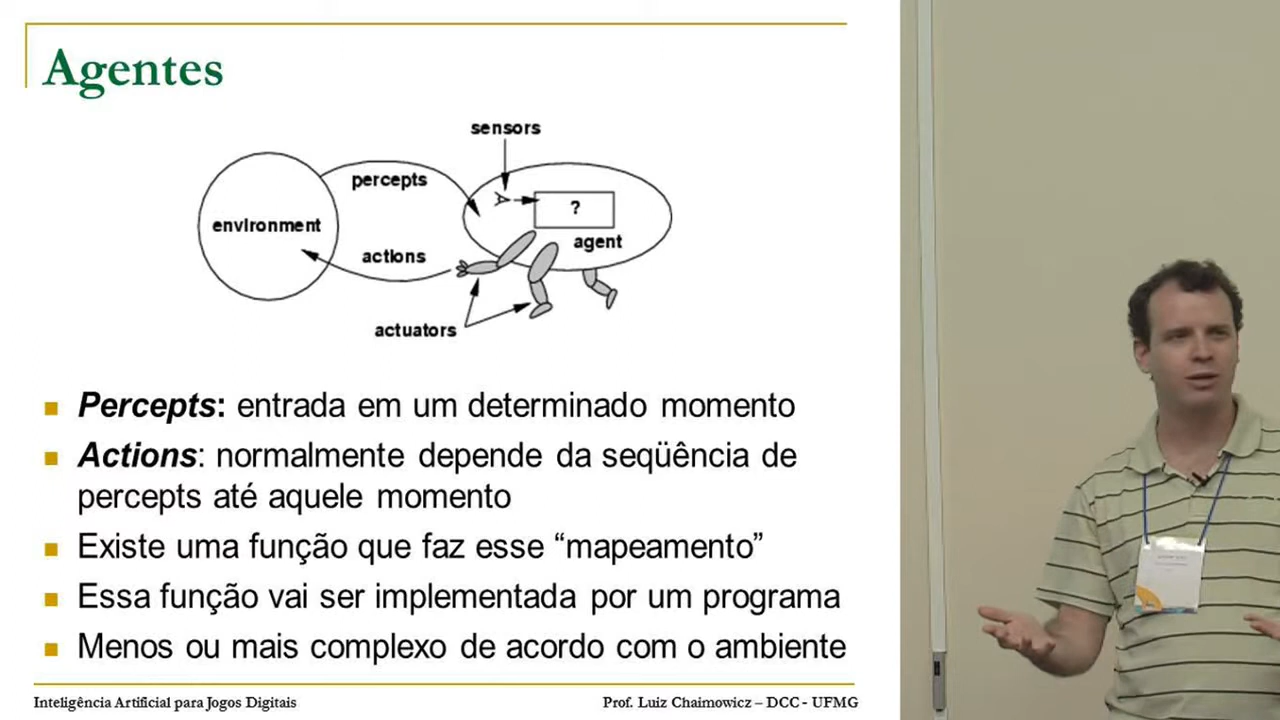 Agentes
sensors
percepts
environment
?
agent
actions
actuators
Percepts: entrada em um determinado momento
Actions: normalmente depende da seqüência de
percepts até aquele momento
Existe uma função que faz esse “mapeamento”
Essa função vai ser implementada por um programa
Menos ou mais complexo de acordo com o ambiente
Inteligência Artificial para Jogos Digitais
Prof. Luiz Chaimowicz – DCC - UFMG